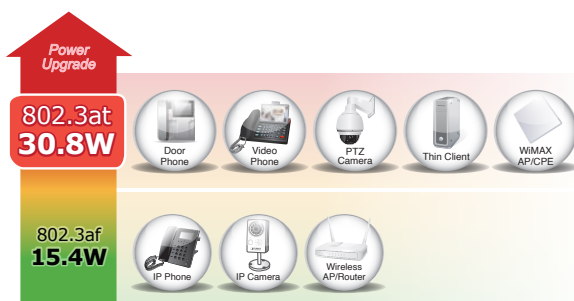 Power
Upgrade
802.3at
30.8W
Door
Phone
Video
Phone
PTZ
Camera
Thin Client
WiMAX
AP/CPE
802.3af
15.4W
IP Phone
IP Camera
Wireless
AP/Router